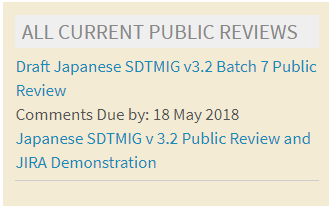 ALL CURRENT PUBLIC REVIEWS
Draft Japanese SDTMIG v3.2 Batch 7 Public
Review
Comments Due by: 18 May 2018
Japanese SDTMIG v 3.2 Public Review and
JIRA Demonstration